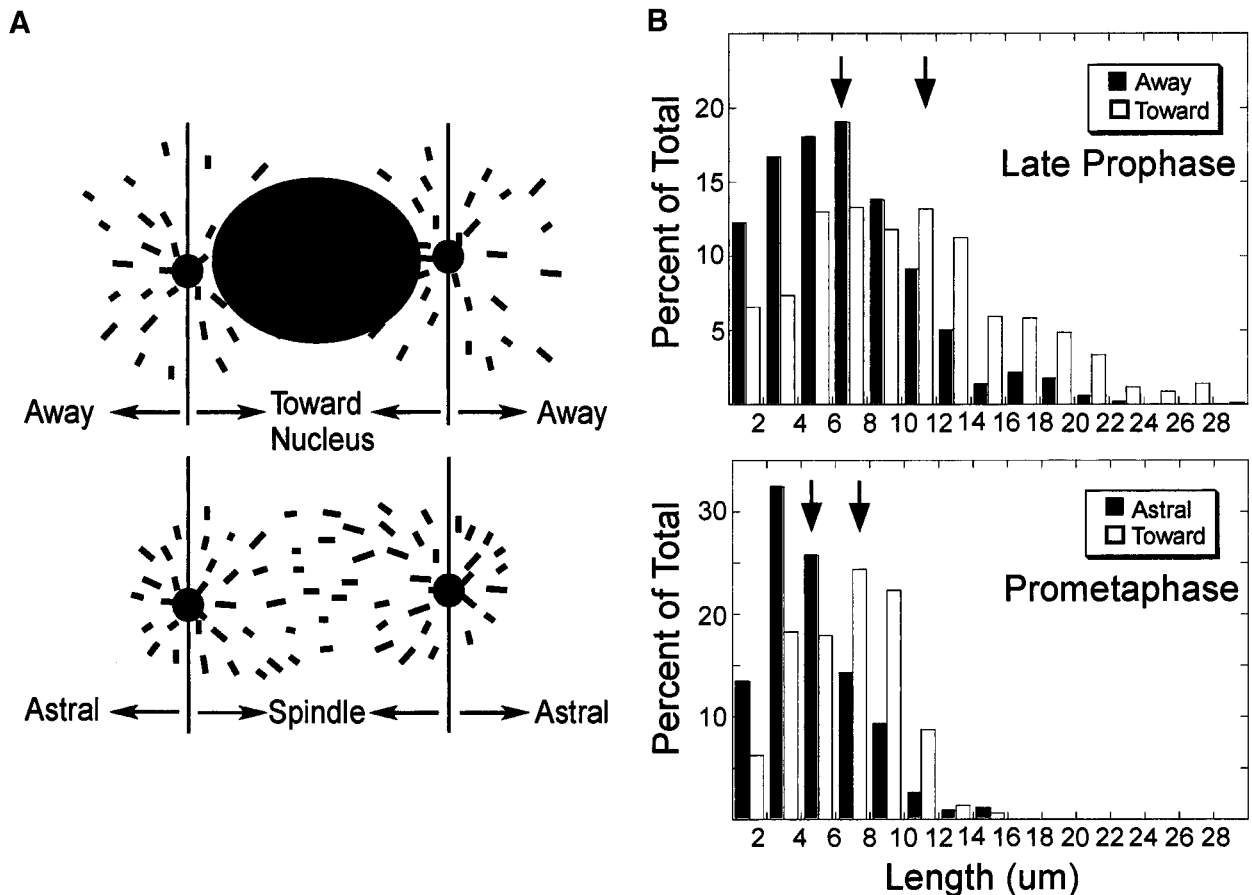 A
Away
Toward
Nucleus
Away
Astral
Spindle
Astral
B
Percent of Total
20
15
10
5
Away
Toward
Late Prophase
2 4 6 8 10 12 14 16 18 20 22 24 28
Percent of Total
30
20
10
Astral
Toward
Prometaphase
2 4 6 8 10 12 14 16 18 20 22 24 28
Length (um)